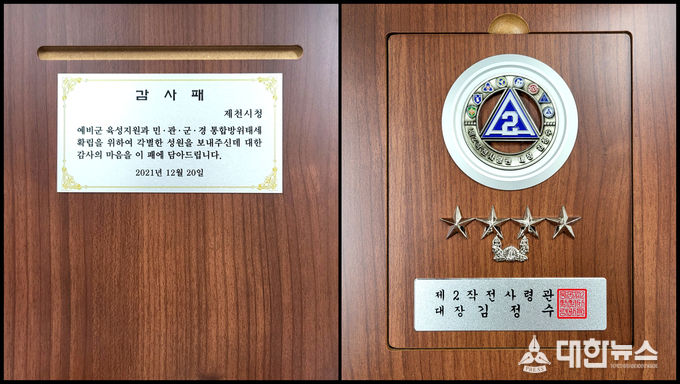 감 사 패
제천시청
예비군 육성지원과 민·관·군·경 통합방위태세
확립을 위하여 각별한 성원을 보내주신데 대한
감사의 마음을 이 패에 담아드립니다.
2021년 12월 20일
2
제2작전사령관
대장 김 정 수
PRESS
대한뉴스